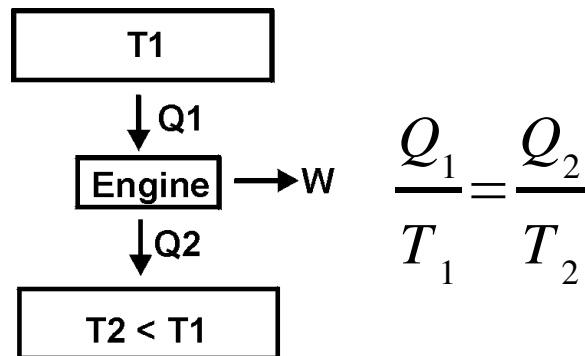 T1
Q1
Engine W
Q2
T2 < T1
Q₁/T₁ = Q₂/T₂